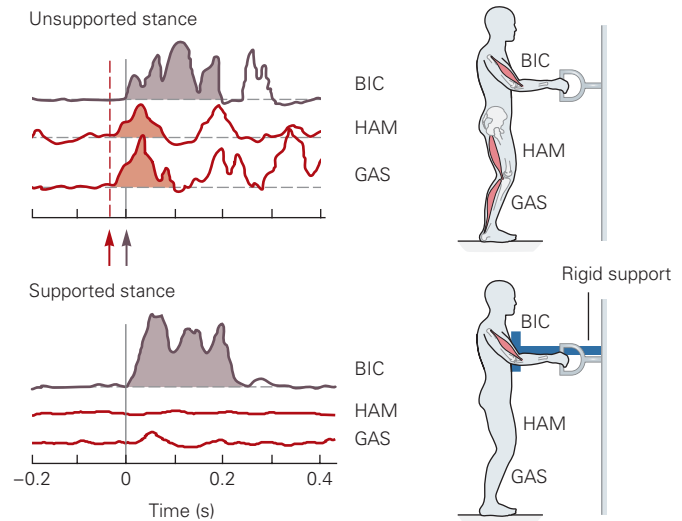 Unsupported stance
BIC
HAM
GAS
BIC
HAM
GAS
Supported stance
BIC
HAM
GAS
-0.2 0 0.2 0.4
Time (s)
Rigid support
BIC
HAM
GAS